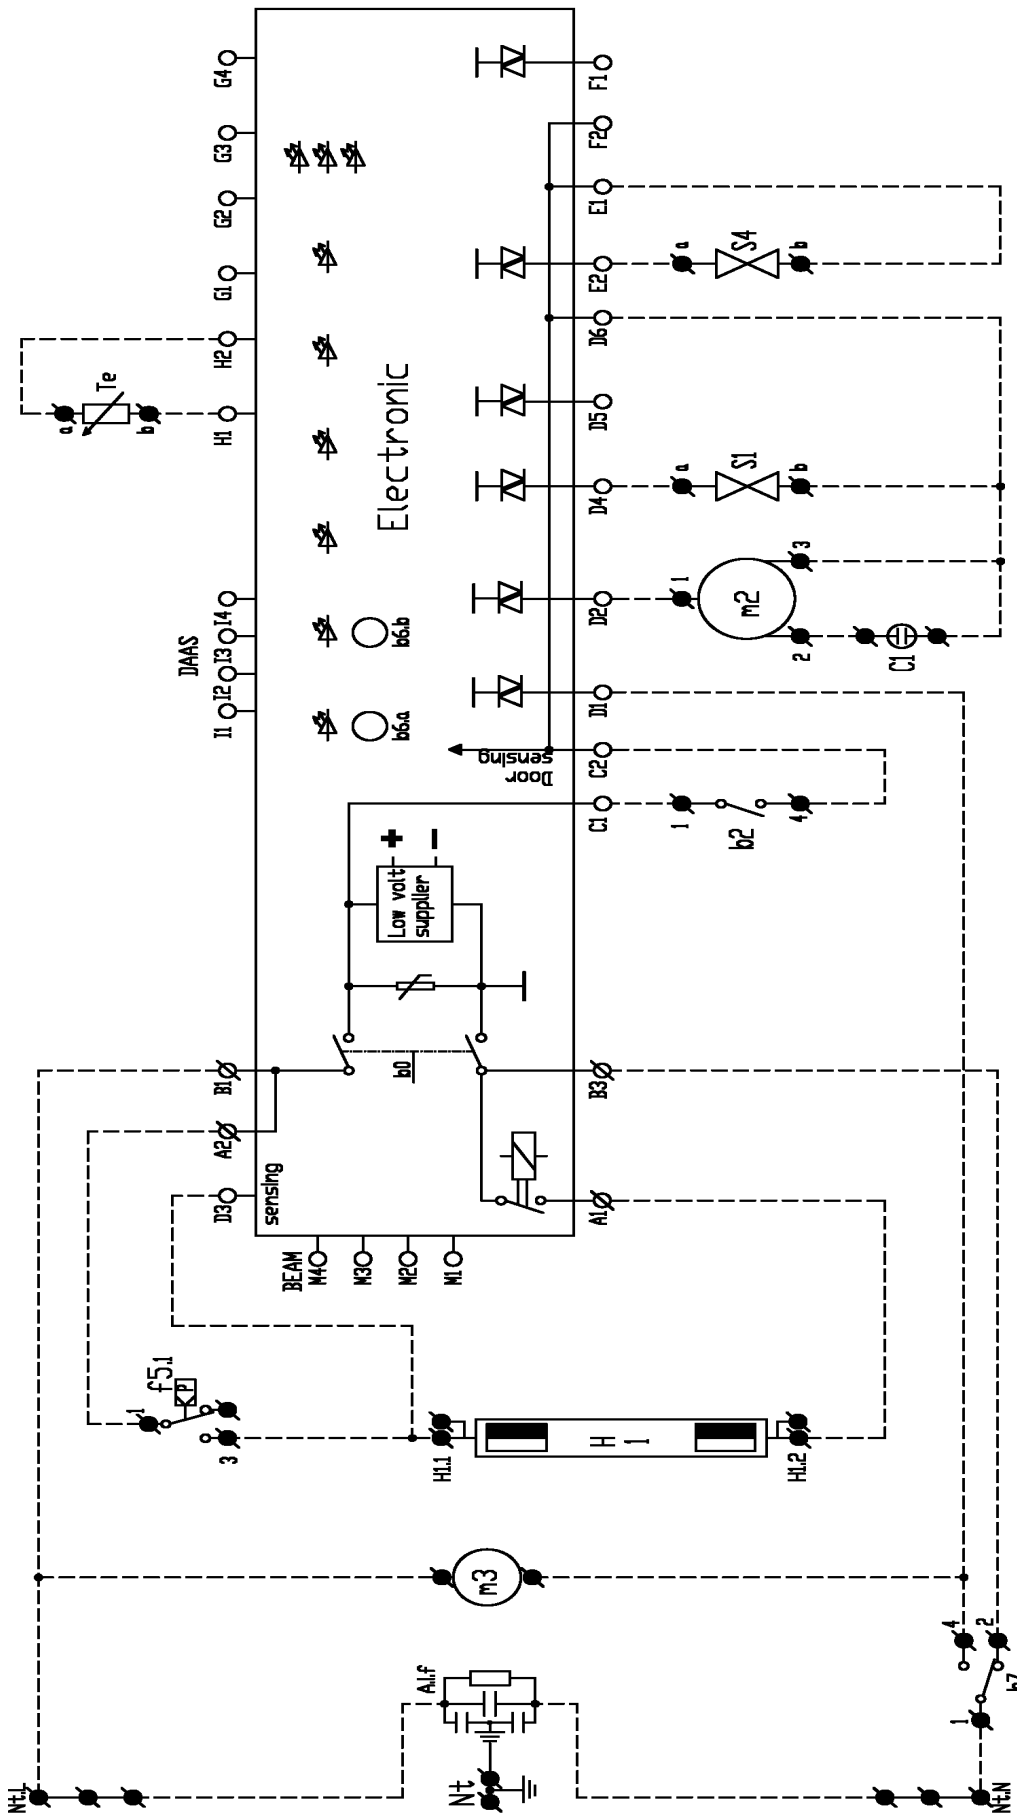 Nt.L
a
Te
b
1
f5.1
P
DAAS
3
D3
A2
B1
I1
I2
I3
I4
H1
H2
G1
G2
G3
G4
sensing
BEAM
M4
M3
M2
M1
b0
Low volt
supplier
+
−
b6.a
b6.b
Electronic
A.i.f
H1.1
Nt
m3
H 1
Door
sensing
A1
B3
C1
C2
D1
D2
D4
D5
D6
E2
E1
F2
F1
1
b2
4
1
m2
2
3
C1
a
S1
b
a
S4
b
H1.2
1
4
2
b7
Nt.N